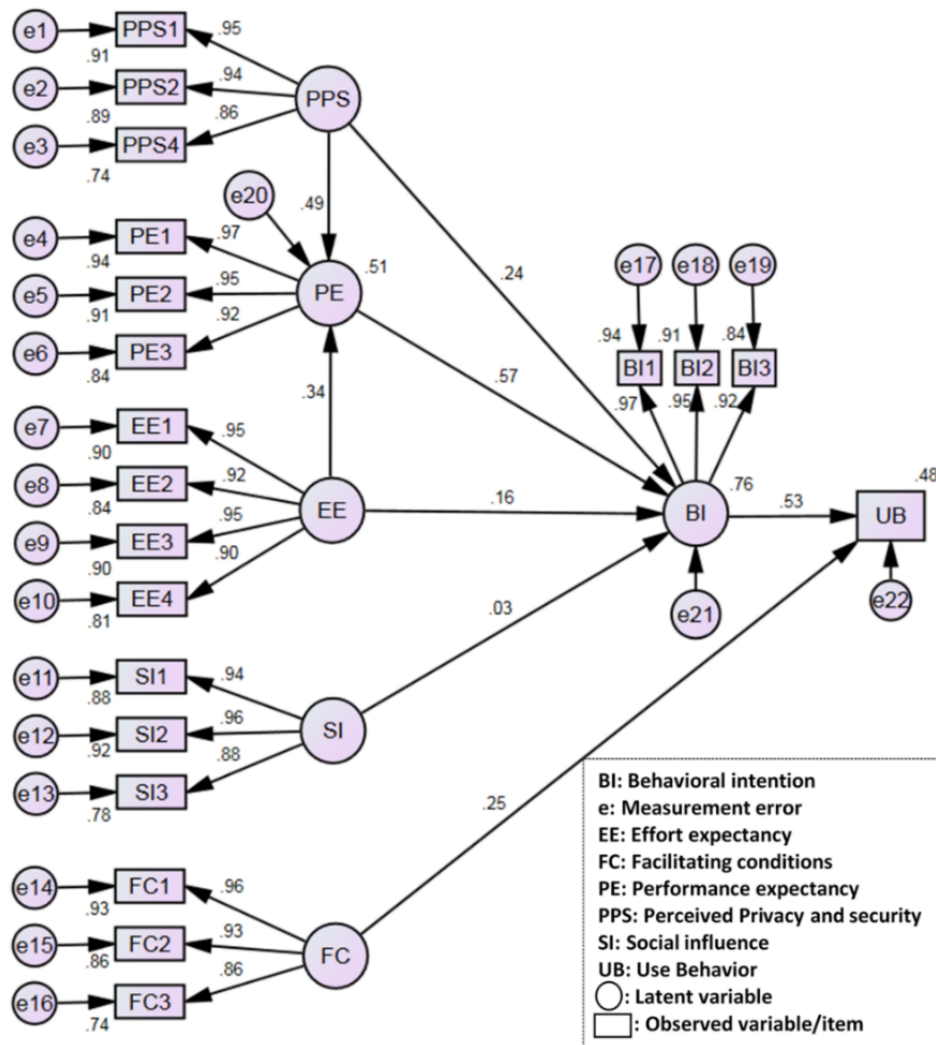 e1 PPS1 .95
.91
e2 PPS2 .94 PPS
.89
e3 PPS4 .86
.74
e20 .49
e4 PE1 .97
.94 .51
e5 PE2 .95 PE .24 e17 e18 e19
.91
e6 PE3 .92 .94 .91 .84
.84
.34 .57 BI1 BI2 BI3
.97 .95 .92
e7 EE1 .95
.90
e8 EE2 .92
.84 .76 .48
EE .16 BI .53 UB
e9 EE3 .95
.90
e10 EE4 .90
.81
.03 e21 e22
e11 SI1 .94
.88
e12 SI2 .96 SI
.92
e13 SI3 .88
.78
.25
e14 FC1 .96
.93
e15 FC2 .93 FC
.86
e16 FC3 .86
.74
BI: Behavioral intention
e: Measurement error
EE: Effort expectancy
FC: Facilitating conditions
PE: Performance expectancy
PPS: Perceived Privacy and security
SI: Social influence
UB: Use Behavior
: Latent variable
: Observed variable/item